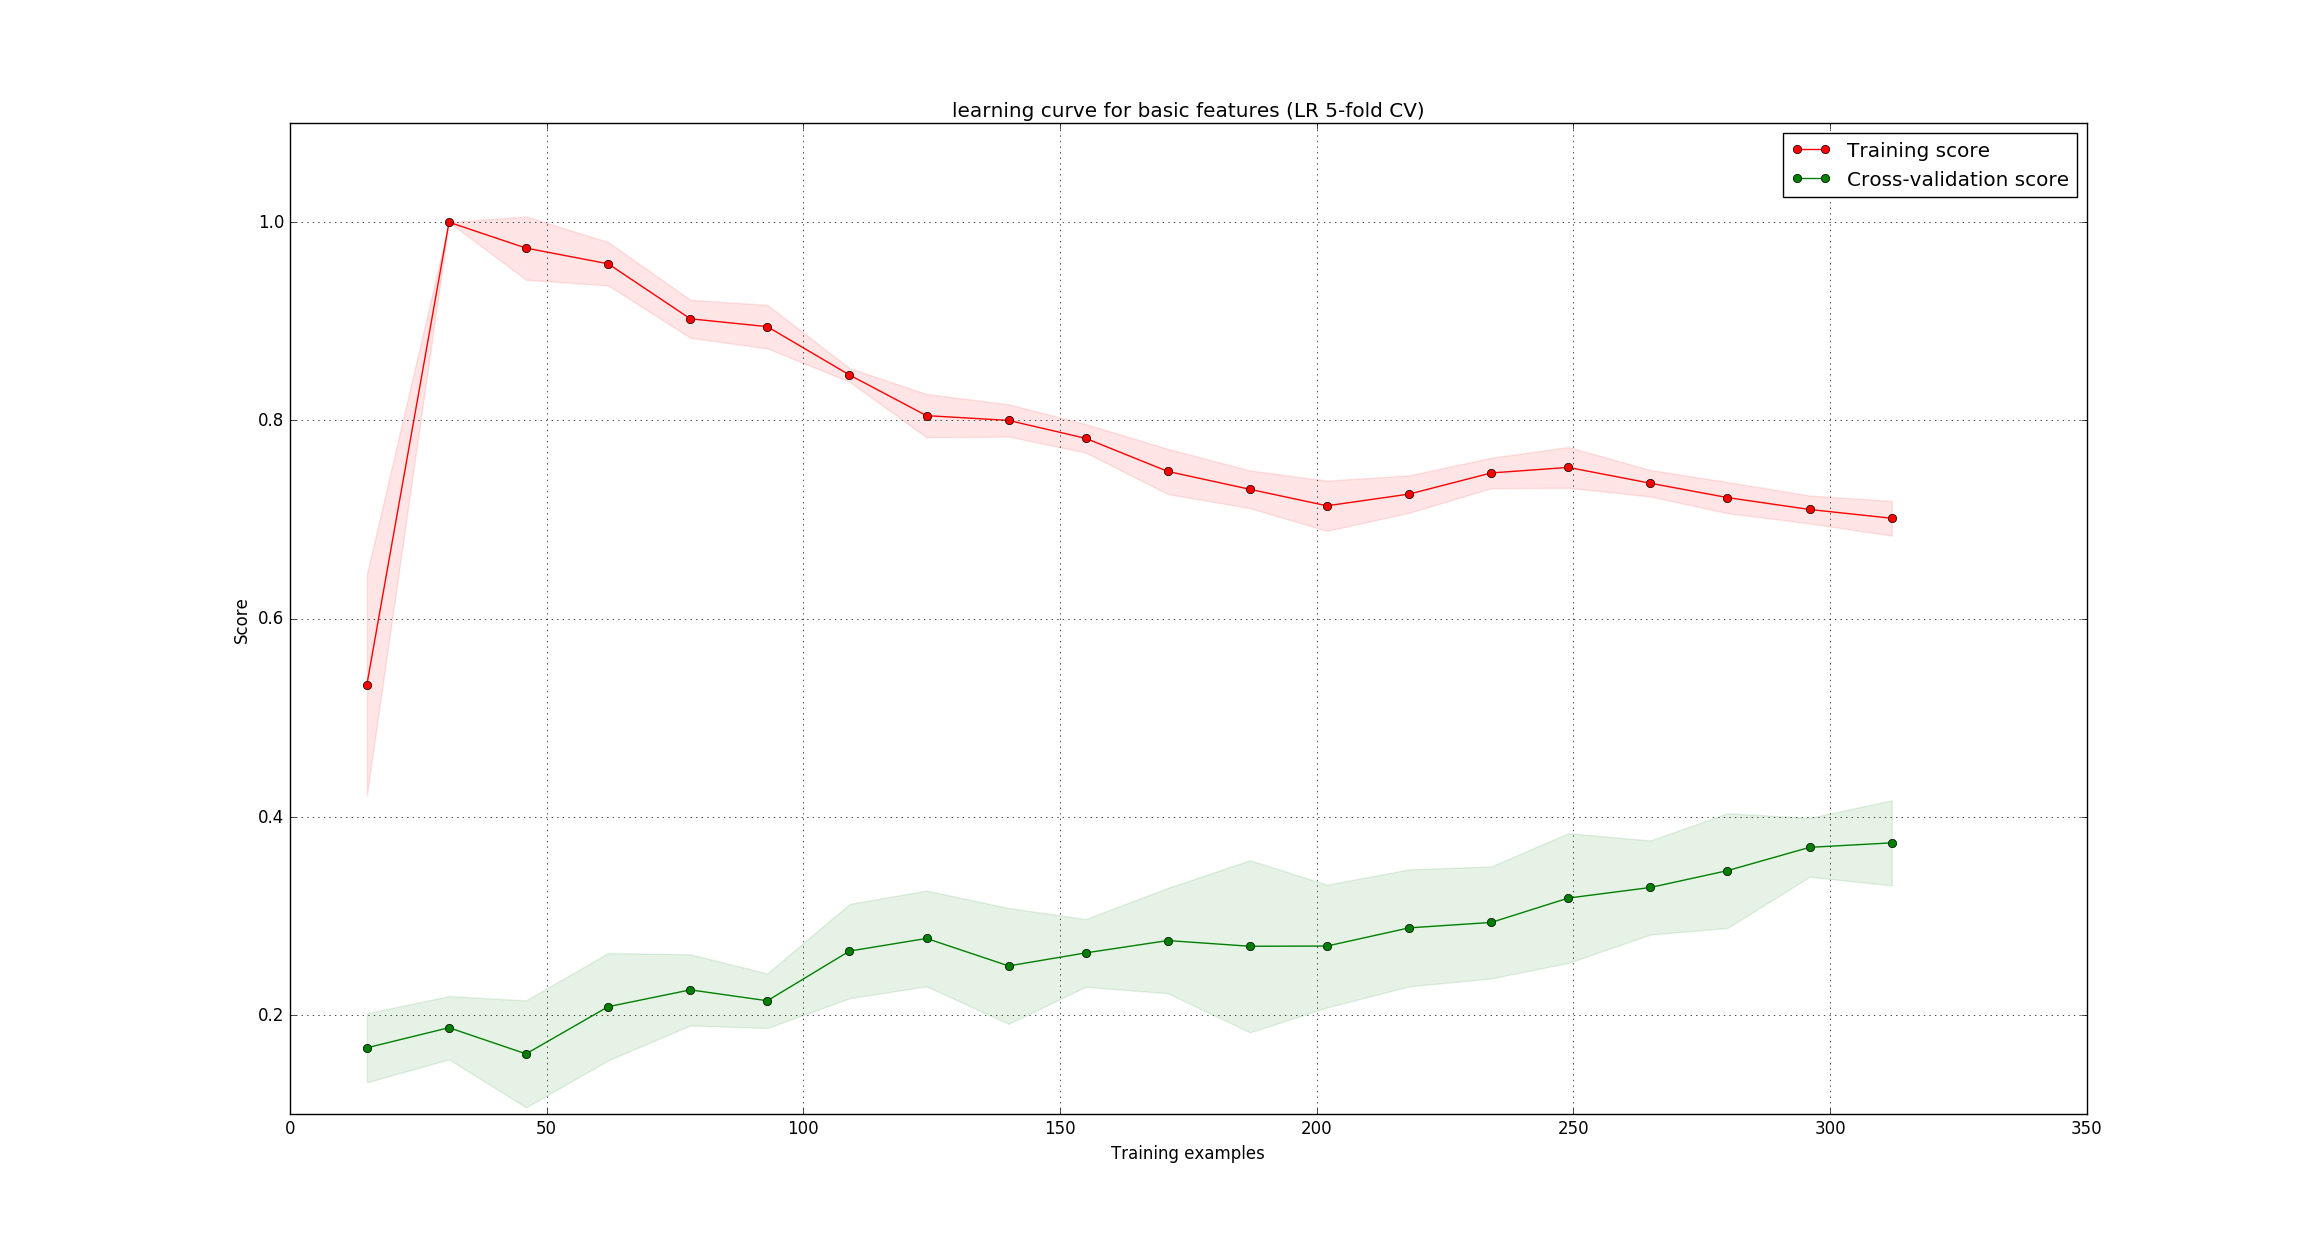 learning curve for basic features (LR 5-fold CV)
Training score
Cross-validation score
1.0
0.8
0.6
0.4
0.2
Score
0 50 100 150 200 250 300 350
Training examples